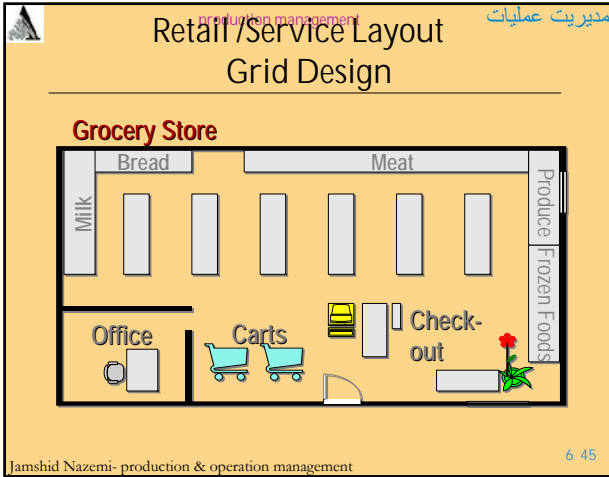 production management
مدیریت عملیات
Retail /Service Layout
Grid Design
Grocery Store
Bread
Meat
Milk
Produce
Frozen Foods
Office
Carts
Check-
out
6 45
Jamshid Nazemi- production & operation management